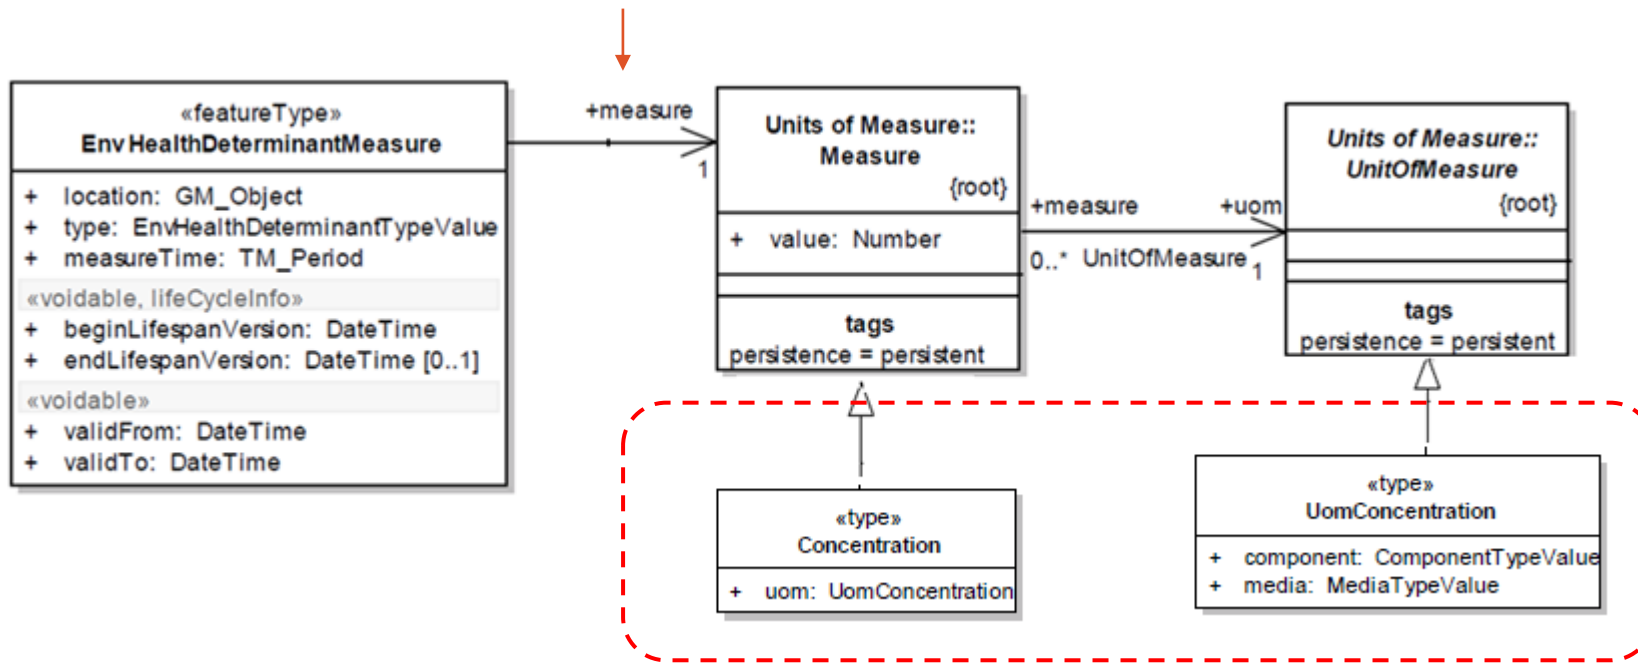 «featureType»
EnvHealthDeterminantMeasure
+ location: GM_Object
+ type: EnvHealthDeterminantTypeValue
+ measureTime: TM_Period
«voidable, lifeCycleInfo»
+ beginLifespanVersion: DateTime
+ endLifespanVersion: DateTime [0..1]
«voidable»
+ validFrom: DateTime
+ validTo: DateTime
+measure
1
Units of Measure::
Measure
{root}
+ value: Number
tags
persistence = persistent
+measure
+uom
0..* UnitOfMeasure
1
Units of Measure::
UnitOfMeasure
{root}
tags
persistence = persistent
«type»
Concentration
+ uom: UomConcentration
«type»
UomConcentration
+ component: ComponentTypeValue
+ media: MediaTypeValue